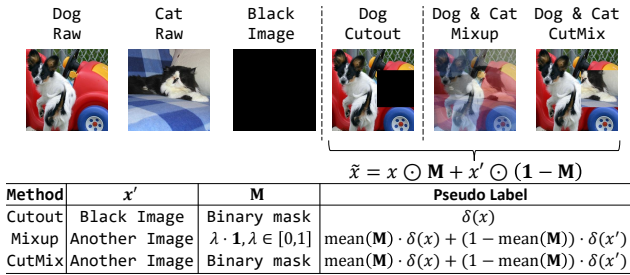 Dog Cat Black Dog Dog & Cat Dog & Cat
Raw Raw Image Cutout Mixup CutMix
x̃ = x ⊙ M + x′ ⊙ (1 − M)
Method x′ M Pseudo Label
Cutout Black Image Binary mask δ(x)
Mixup Another Image λ · 1, λ ∈ [0,1] mean(M) · δ(x) + (1 − mean(M)) · δ(x′)
CutMix Another Image Binary mask mean(M) · δ(x) + (1 − mean(M)) · δ(x′)